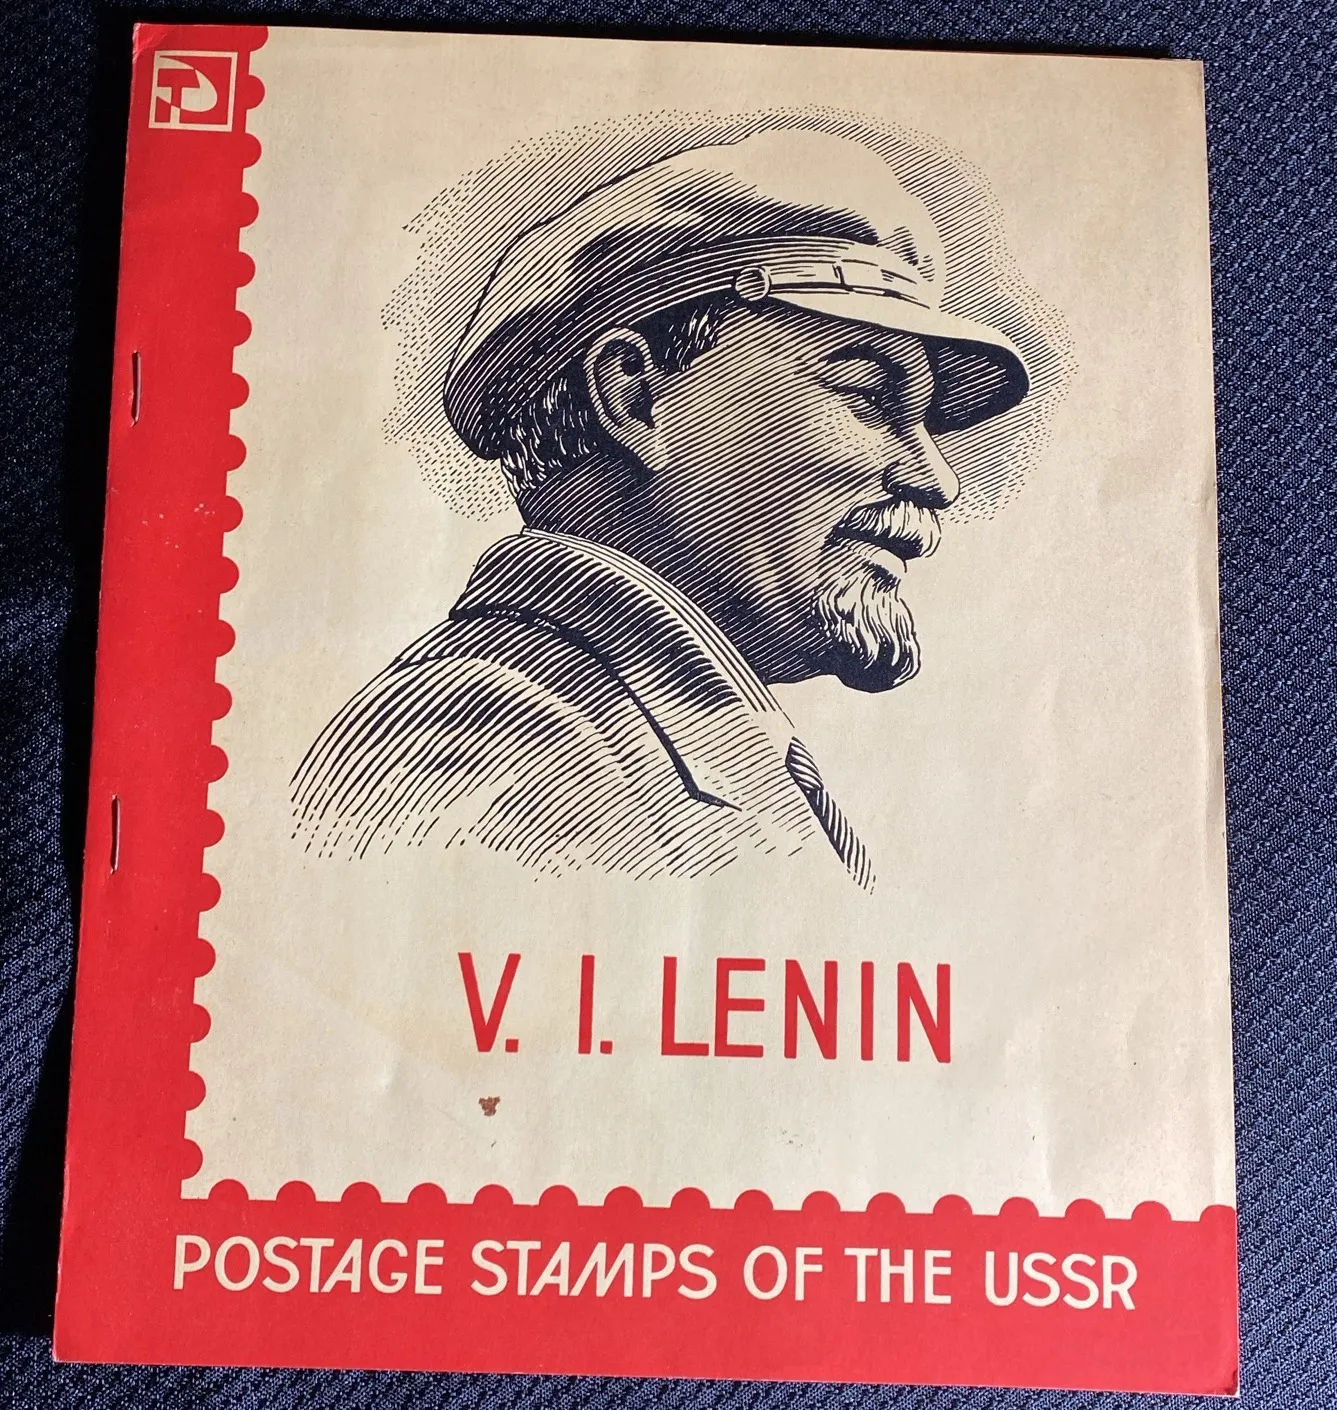 V. I. LENIN
POSTAGE STAMPS OF THE USSR